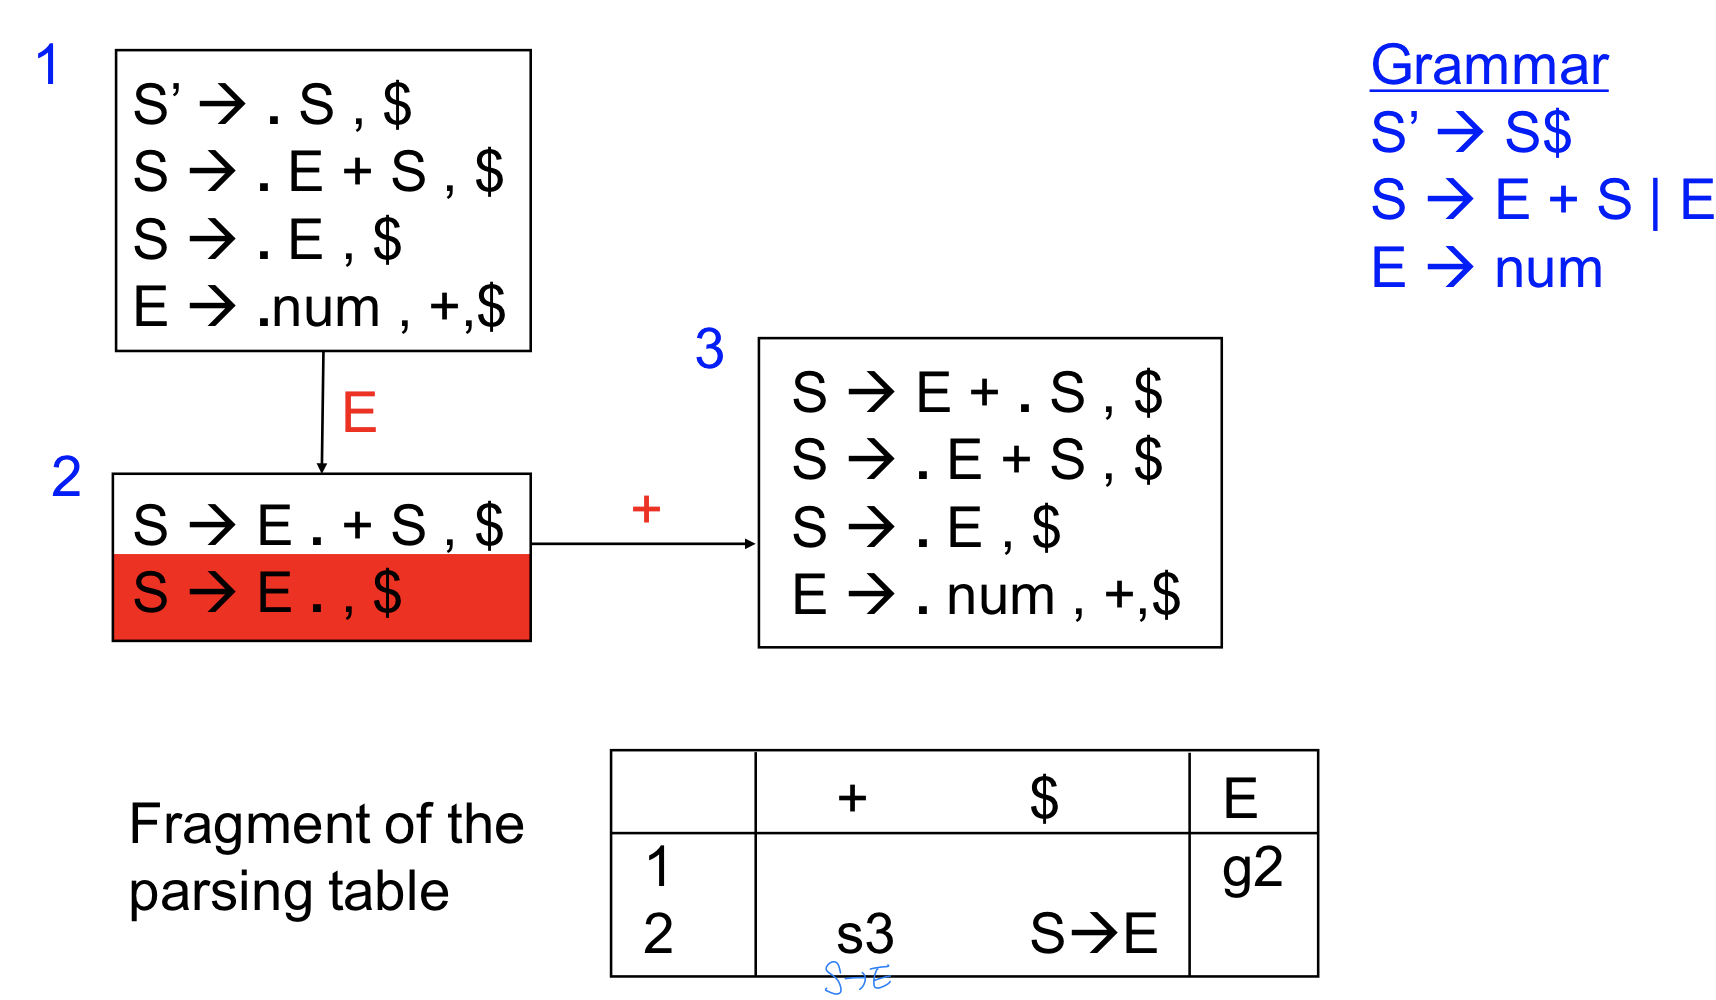 1
S’ → . S , $
S → . E + S , $
S → . E , $
E → .num , +,$
Grammar
S’ → S$
S → E + S | E
E → num
E
2
S → E . + S , $
S → E . , $
+
3
S → E + . S , $
S → . E + S , $
S → . E , $
E → . num , +,$
Fragment of the
parsing table
+ $ E
1 g2
2 s3 S→E
S→E